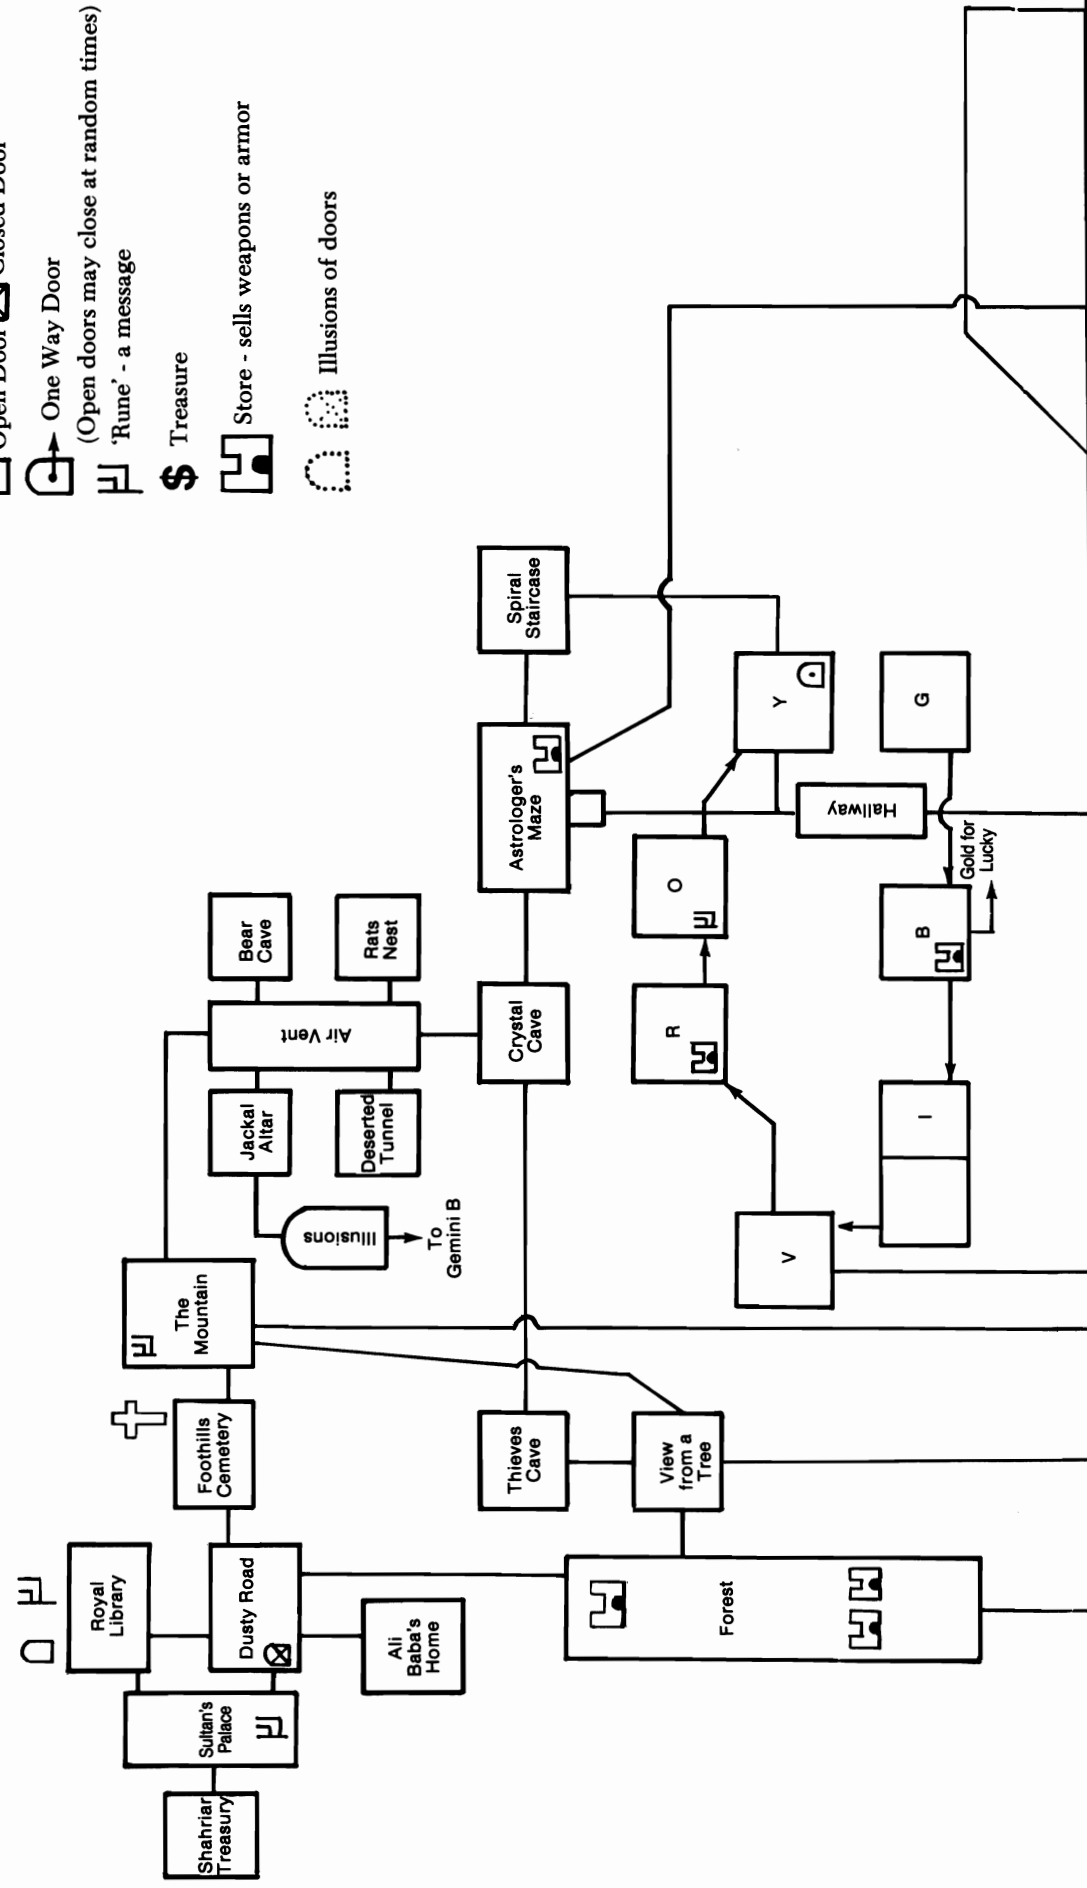 Open Door Closed Door
One Way Door
(Open doors may close at random times)
'Rune' - a message
$ Treasure
Store - sells weapons or armor
Illusions of doors
Shahriar
Treasury
Sultan's
Palace
Royal
Library
Dusty Road
Ali
Baba's
Home
Foothills
Cemetery
The
Mountain
Jackal
Altar
Illusions
To
Gemini B
Deserted
Tunnel
Air Vent
Bear
Cave
Rats
Nest
Thieves
Cave
Crystal
Cave
Astrologer's
Maze
Spiral
Staircase
Forest
View
from a
Tree
V
R
O
Y
Hallway
I
B
Gold for
Lucky
G